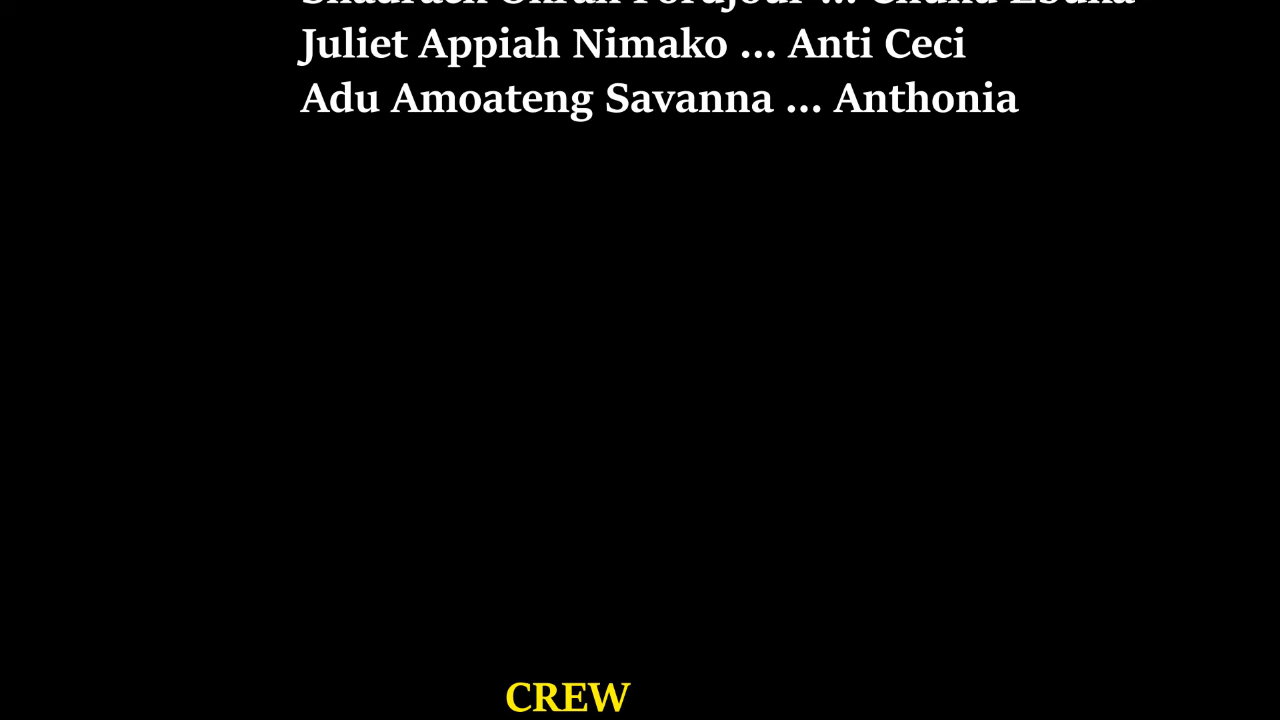 Juliet Appiah Nimako ... Anti Ceci
Adu Amoateng Savanna ... Anthonia
CREW